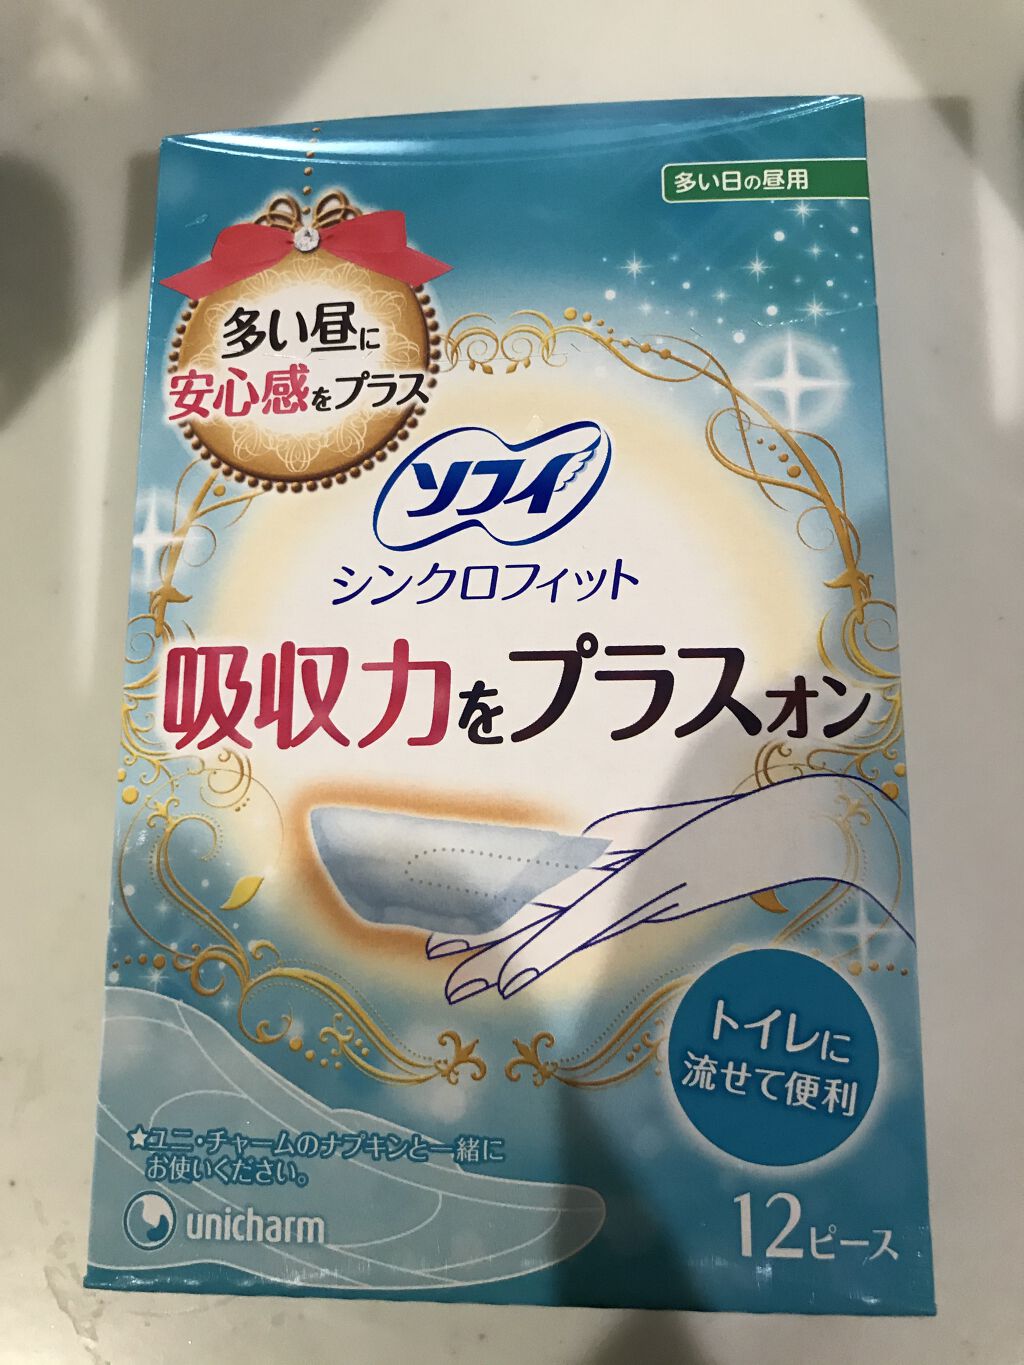 多い日の昼用
多い昼に
安心感をプラス
ソフィ
シンクロフィット
吸収力をプラスオン
トイレに
流せて便利
★ユニ・チャームのナプキンと一緒に
お使いください。
unicharm
12ピース